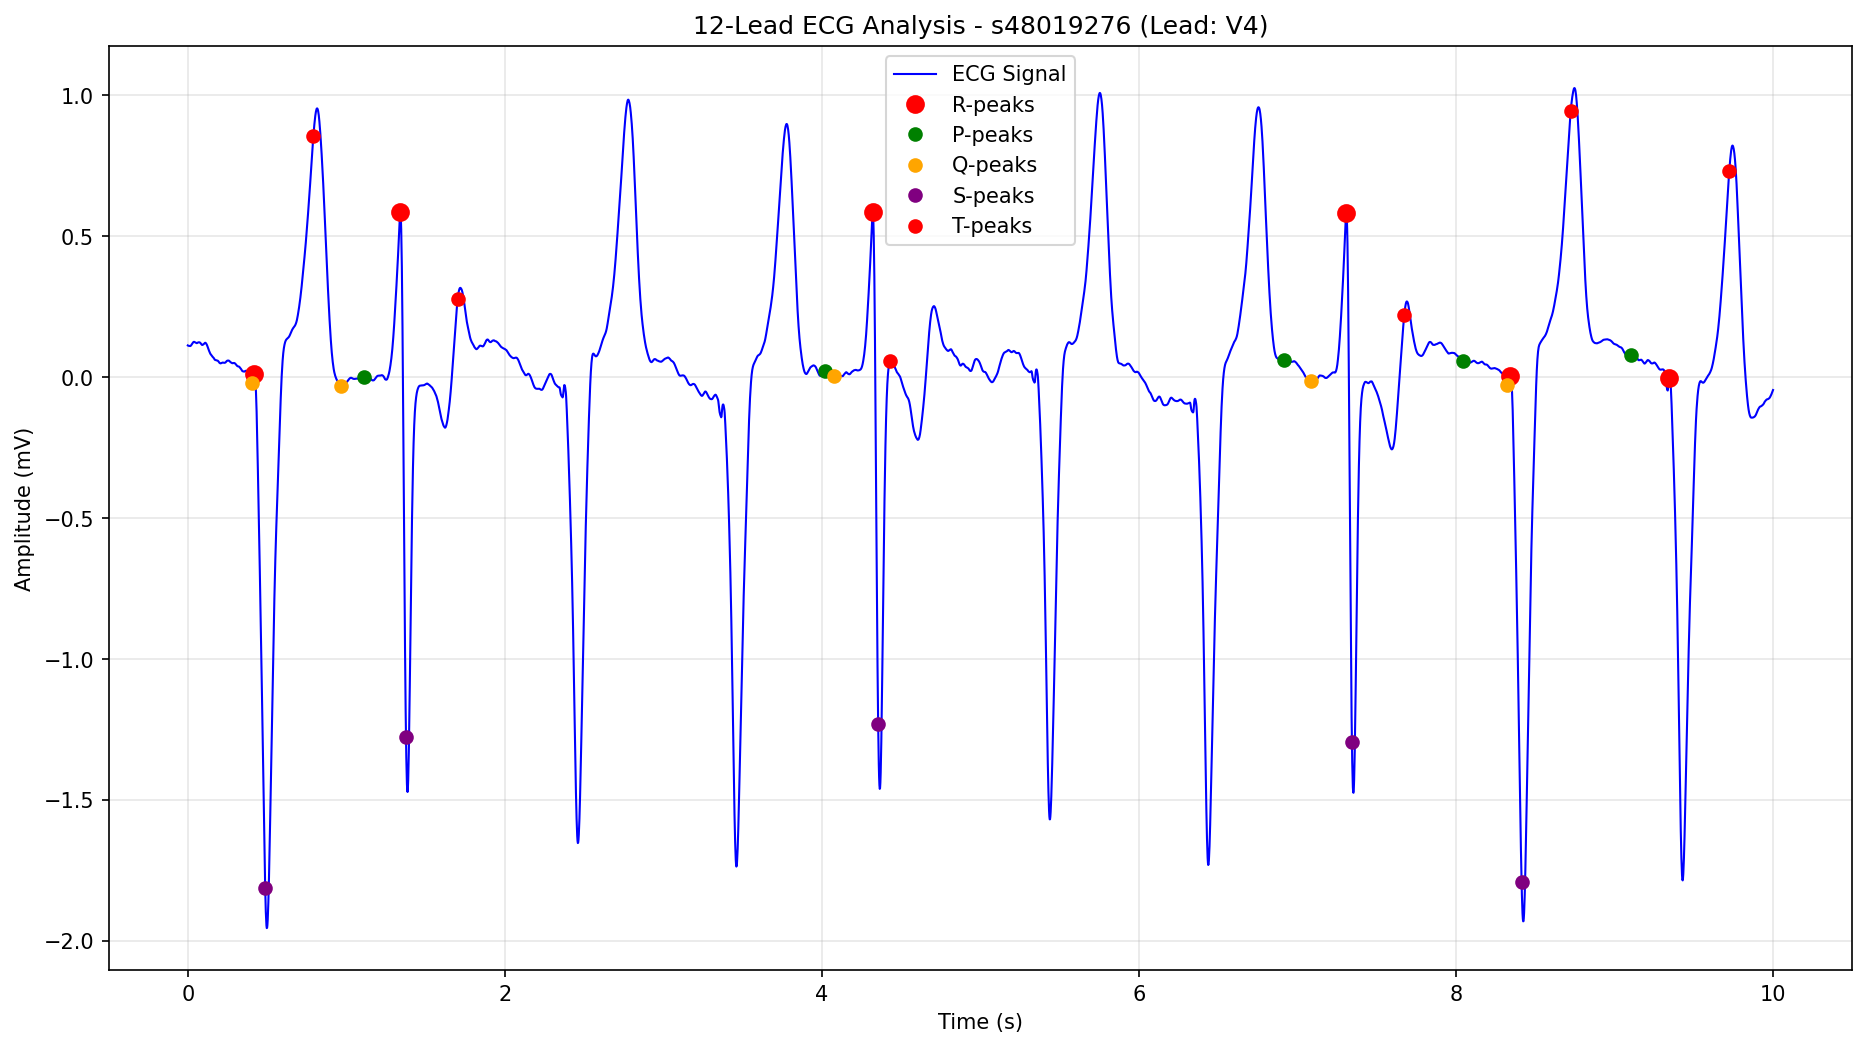 12-Lead ECG Analysis - s48019276 (Lead: V4)
ECG Signal
R-peaks
P-peaks
Q-peaks
S-peaks
T-peaks
Amplitude (mV)
1.0
0.5
0.0
−0.5
−1.0
−1.5
−2.0
0 2 4 6 8 10
Time (s)